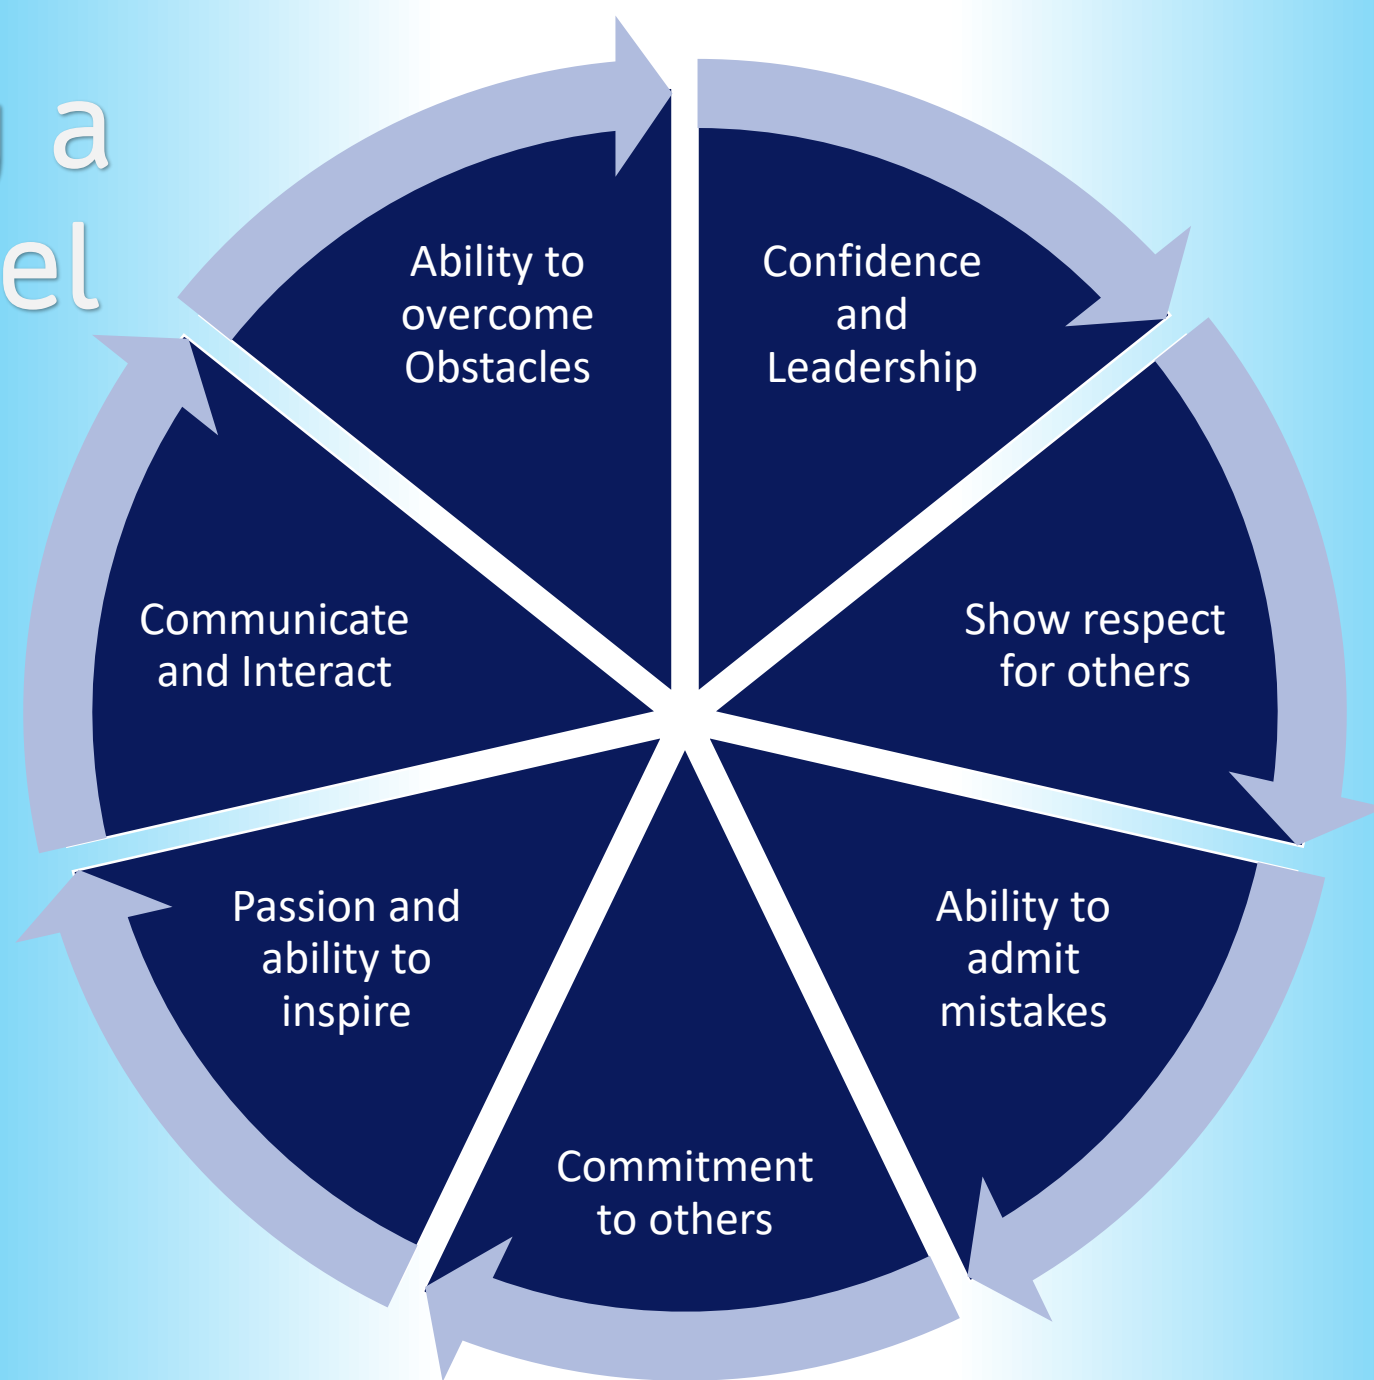 a
el
Ability to
overcome
Obstacles
Confidence
and
Leadership
Show respect
for others
Ability to
admit
mistakes
Commitment
to others
Passion and
ability to
inspire
Communicate
and Interact